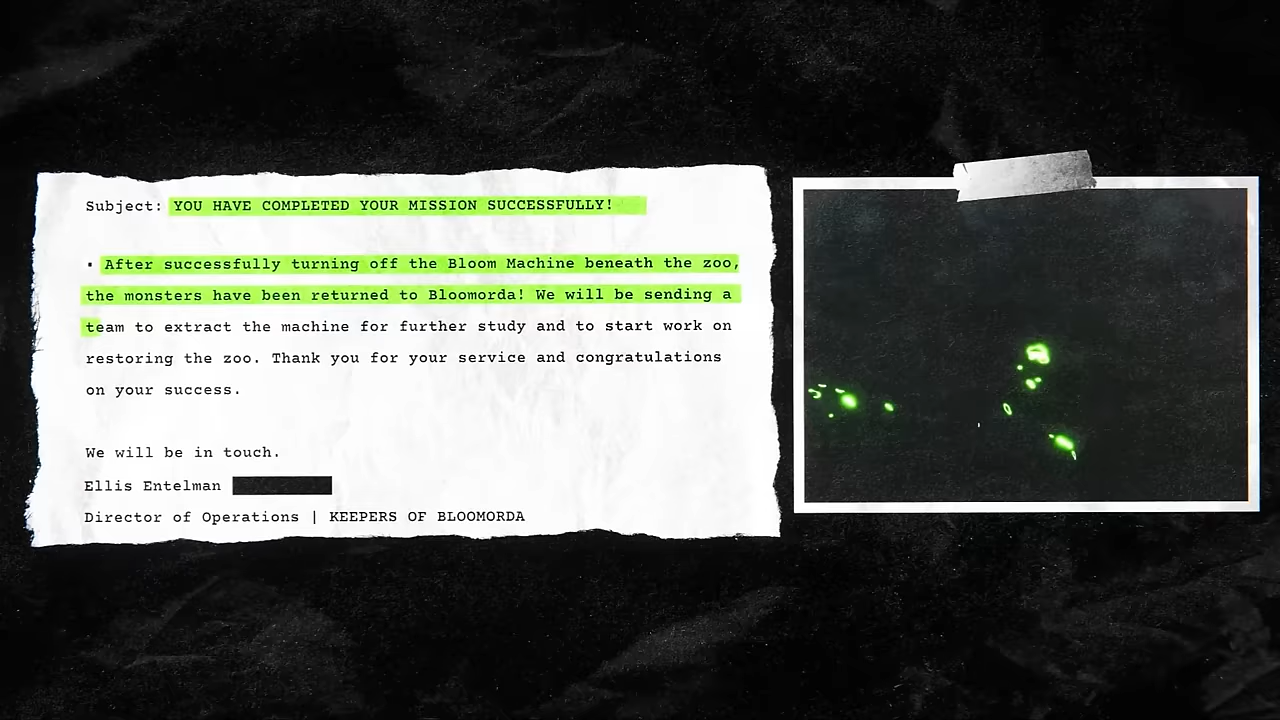 Subject: YOU HAVE COMPLETED YOUR MISSION SUCCESSFULLY!
· After successfully turning off the Bloom Machine beneath the zoo,
the monsters have been returned to Bloomorda! We will be sending a
team to extract the machine for further study and to start work on
restoring the zoo. Thank you for your service and congratulations
on your success.
We will be in touch.
Ellis Entelman
Director of Operations | KEEPERS OF BLOOMORDA